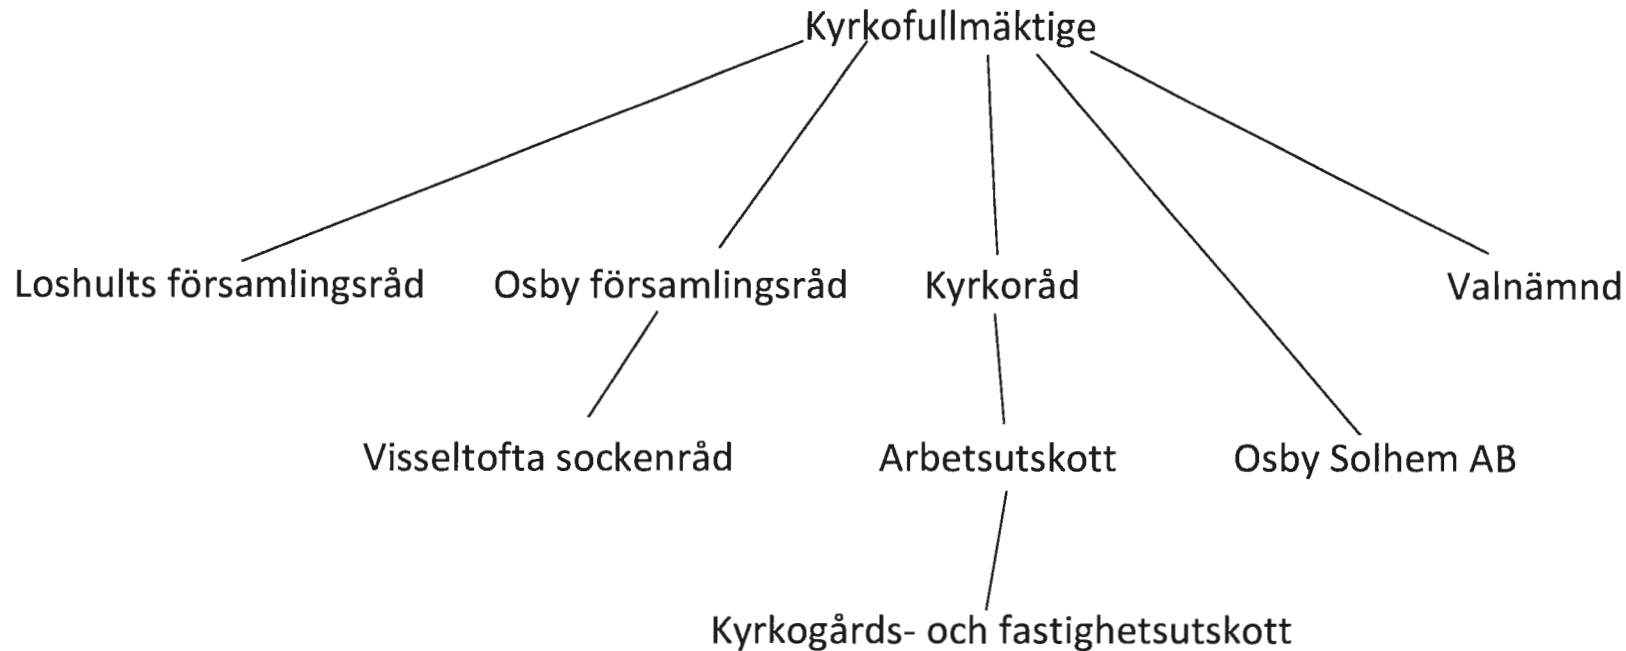 Kyrkofullmäktige
Loshults församlingsråd
Osby församlingsråd
Kyrkoråd
Valnämnd
Visseltofta sockenråd
Arbetsutskott
Osby Solhem AB
Kyrkogårds- och fastighetsutskott